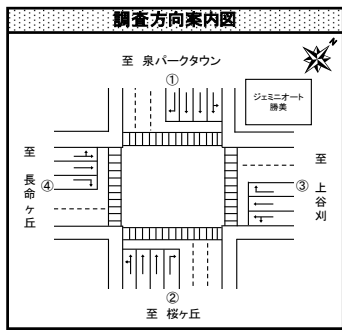 調査方向案内図
N
至 泉パークタウン
①
ジェミニオート
勝美
至 長命ヶ丘
④
③
至 上谷刈
②
至 桜ヶ丘